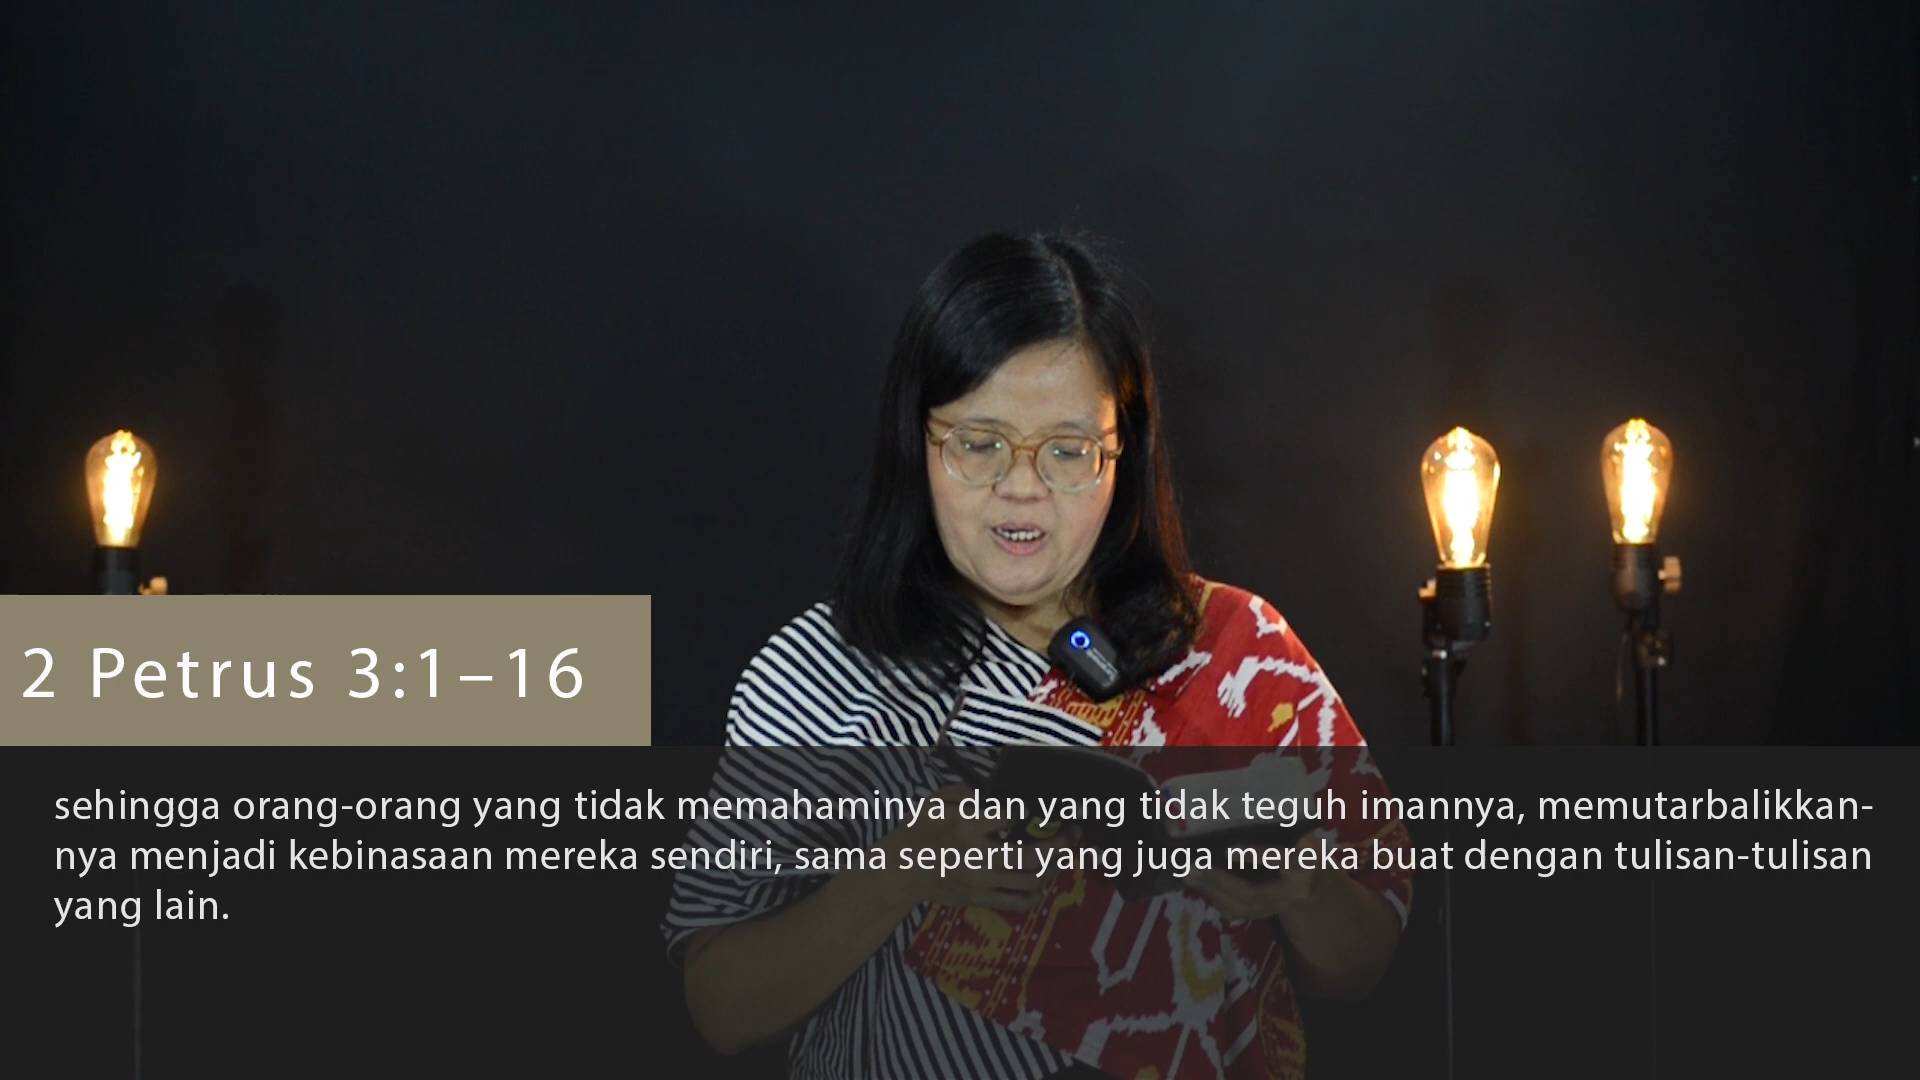 2 Petrus 3:1–16
sehingga orang-orang yang tidak memahaminya dan yang tidak teguh imannya, memutarbalikkan-
nya menjadi kebinasaan mereka sendiri, sama seperti yang juga mereka buat dengan tulisan-tulisan
yang lain.